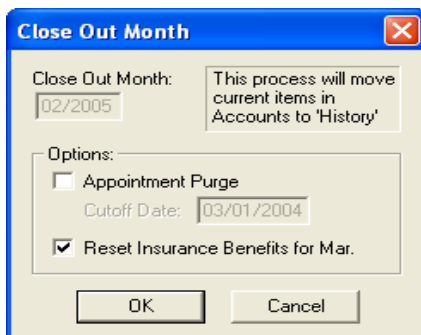 Close Out Month
Close Out Month:
02/2005
This process will move
current items in
Accounts to 'History'
Options:
Appointment Purge
Cutoff Date: 03/01/2004
Reset Insurance Benefits for Mar.
OK Cancel